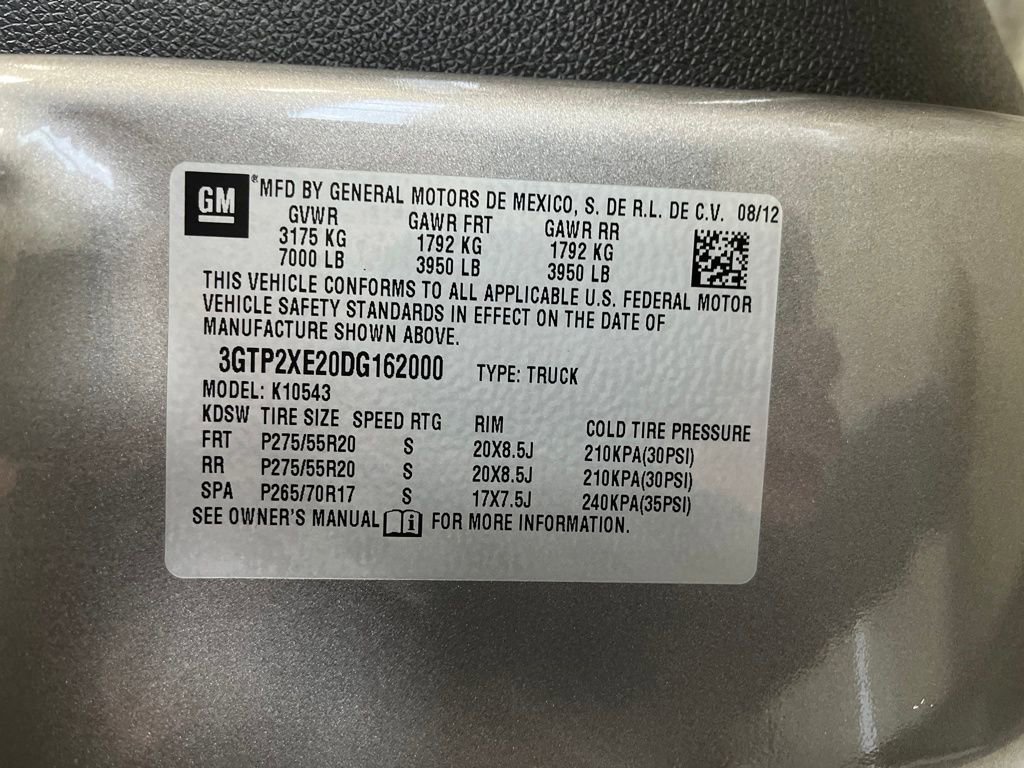 GM ® MFD BY GENERAL MOTORS DE MEXICO, S. DE R.L. DE C.V. 08/12
GVWR GAWR FRT GAWR RR
3175 KG 1792 KG 1792 KG
7000 LB 3950 LB 3950 LB
THIS VEHICLE CONFORMS TO ALL APPLICABLE U.S. FEDERAL MOTOR
VEHICLE SAFETY STANDARDS IN EFFECT ON THE DATE OF
MANUFACTURE SHOWN ABOVE.
3GTP2XE20DG162000 TYPE: TRUCK
MODEL: K10543
KDSW TIRE SIZE SPEED RTG RIM COLD TIRE PRESSURE
FRT P275/55R20 S 20X8.5J 210KPA(30PSI)
RR P275/55R20 S 20X8.5J 210KPA(30PSI)
SPA P265/70R17 S 17X7.5J 240KPA(35PSI)
SEE OWNER'S MANUAL i FOR MORE INFORMATION.